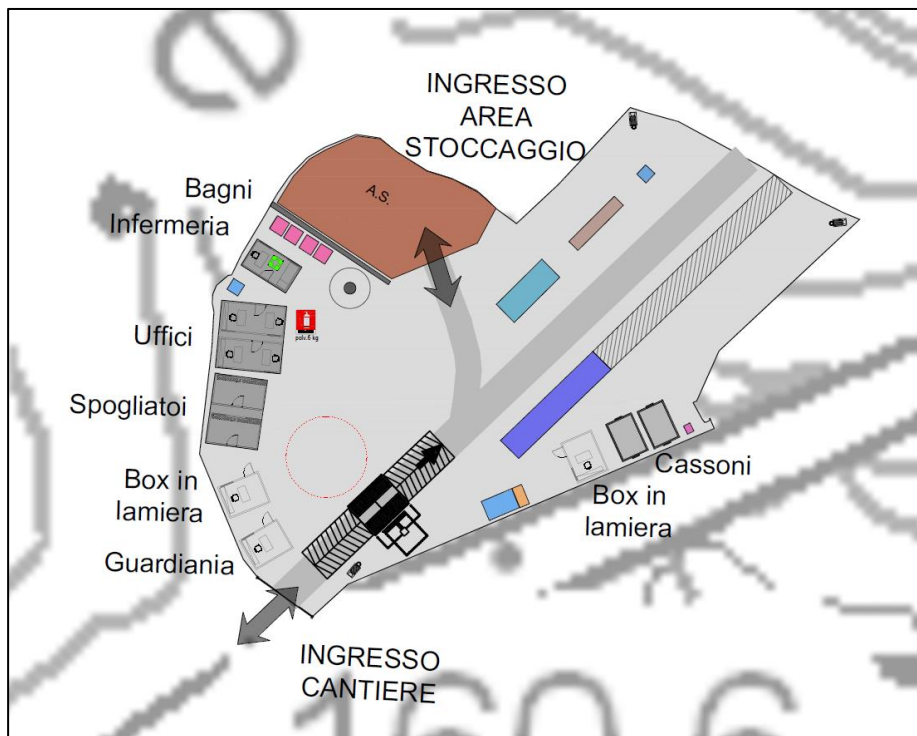 INGRESSO
AREA
STOCCAGGIO
A.S.
Bagni
Infermeria
Uffici
polv.6 kg
Spogliatoi
Box in
lamiera
Guardiania
Cassoni
Box in
lamiera
INGRESSO
CANTIERE